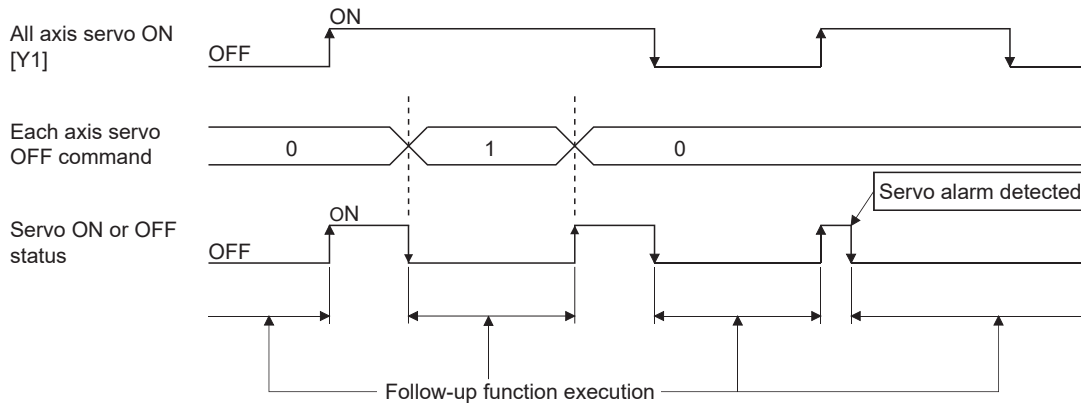 All axis servo ON
[Y1]
ON
OFF
Each axis servo
OFF command
0
1
0
Servo alarm detected
Servo ON or OFF
status
ON
OFF
Follow-up function execution